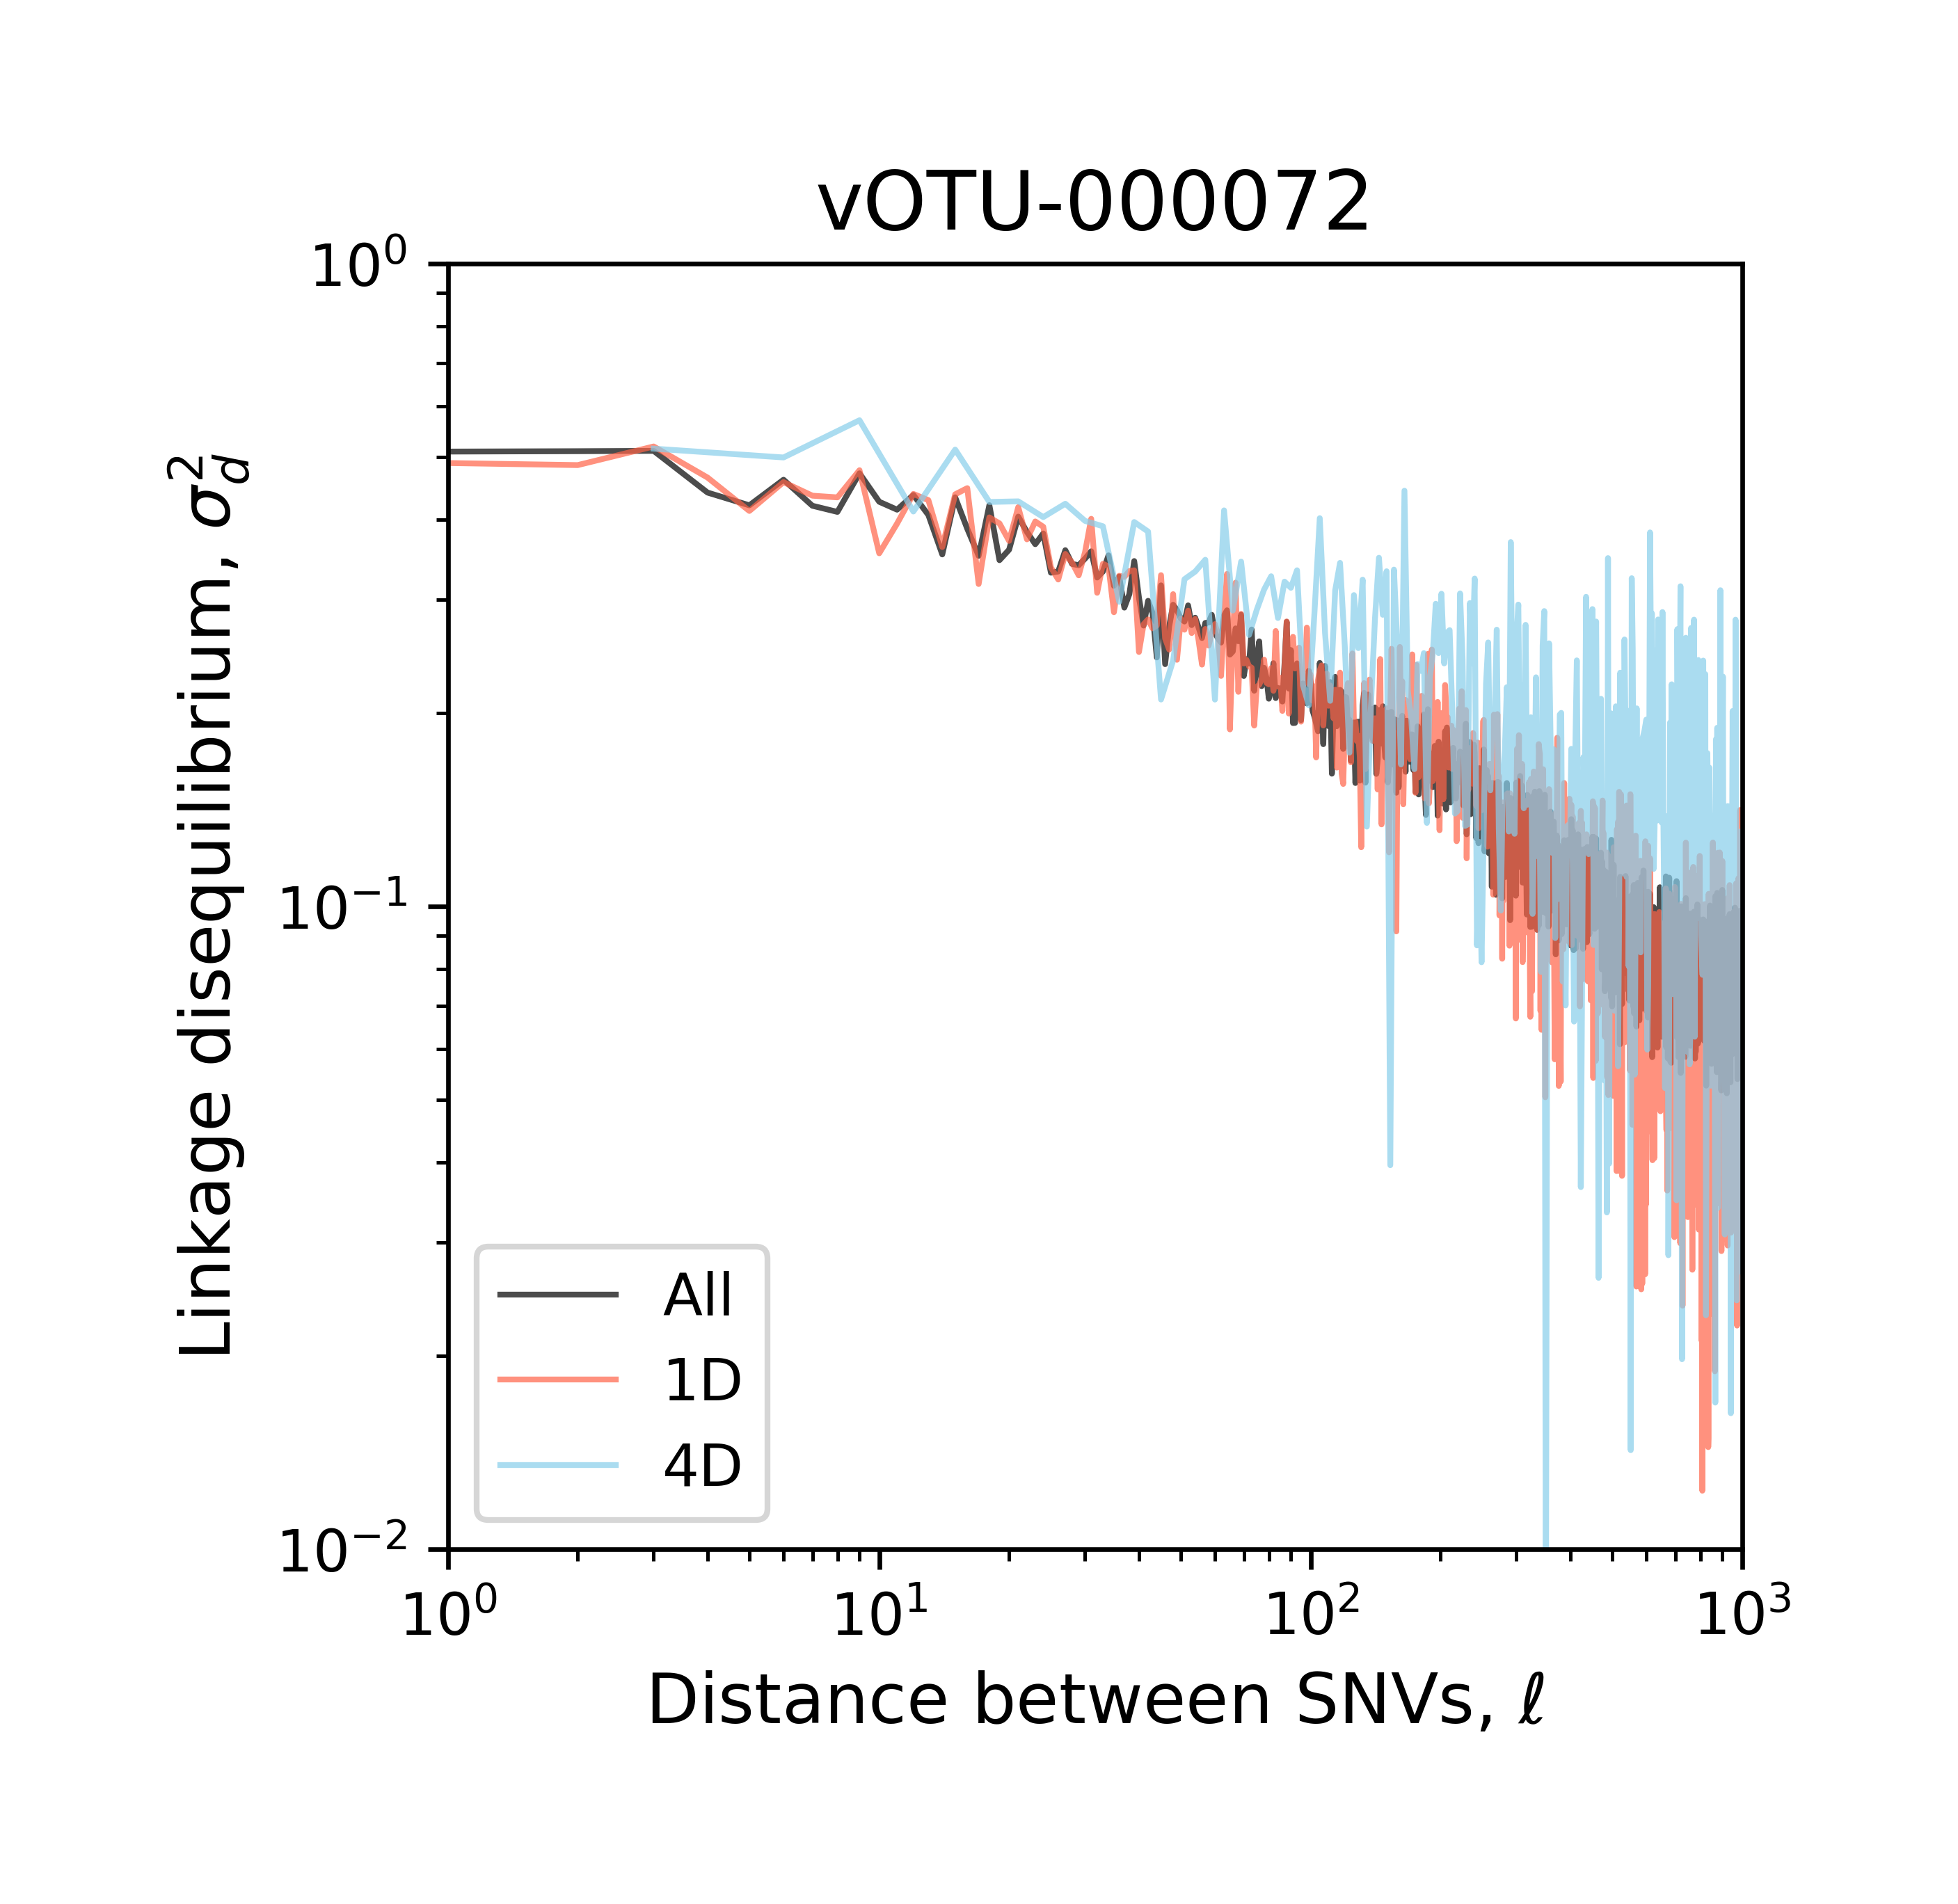 vOTU-000072
10⁰
10⁻¹
10⁻²
Linkage disequilibrium, σ²_d
All
1D
4D
10⁰
10¹
10²
10³
Distance between SNVs, ℓ